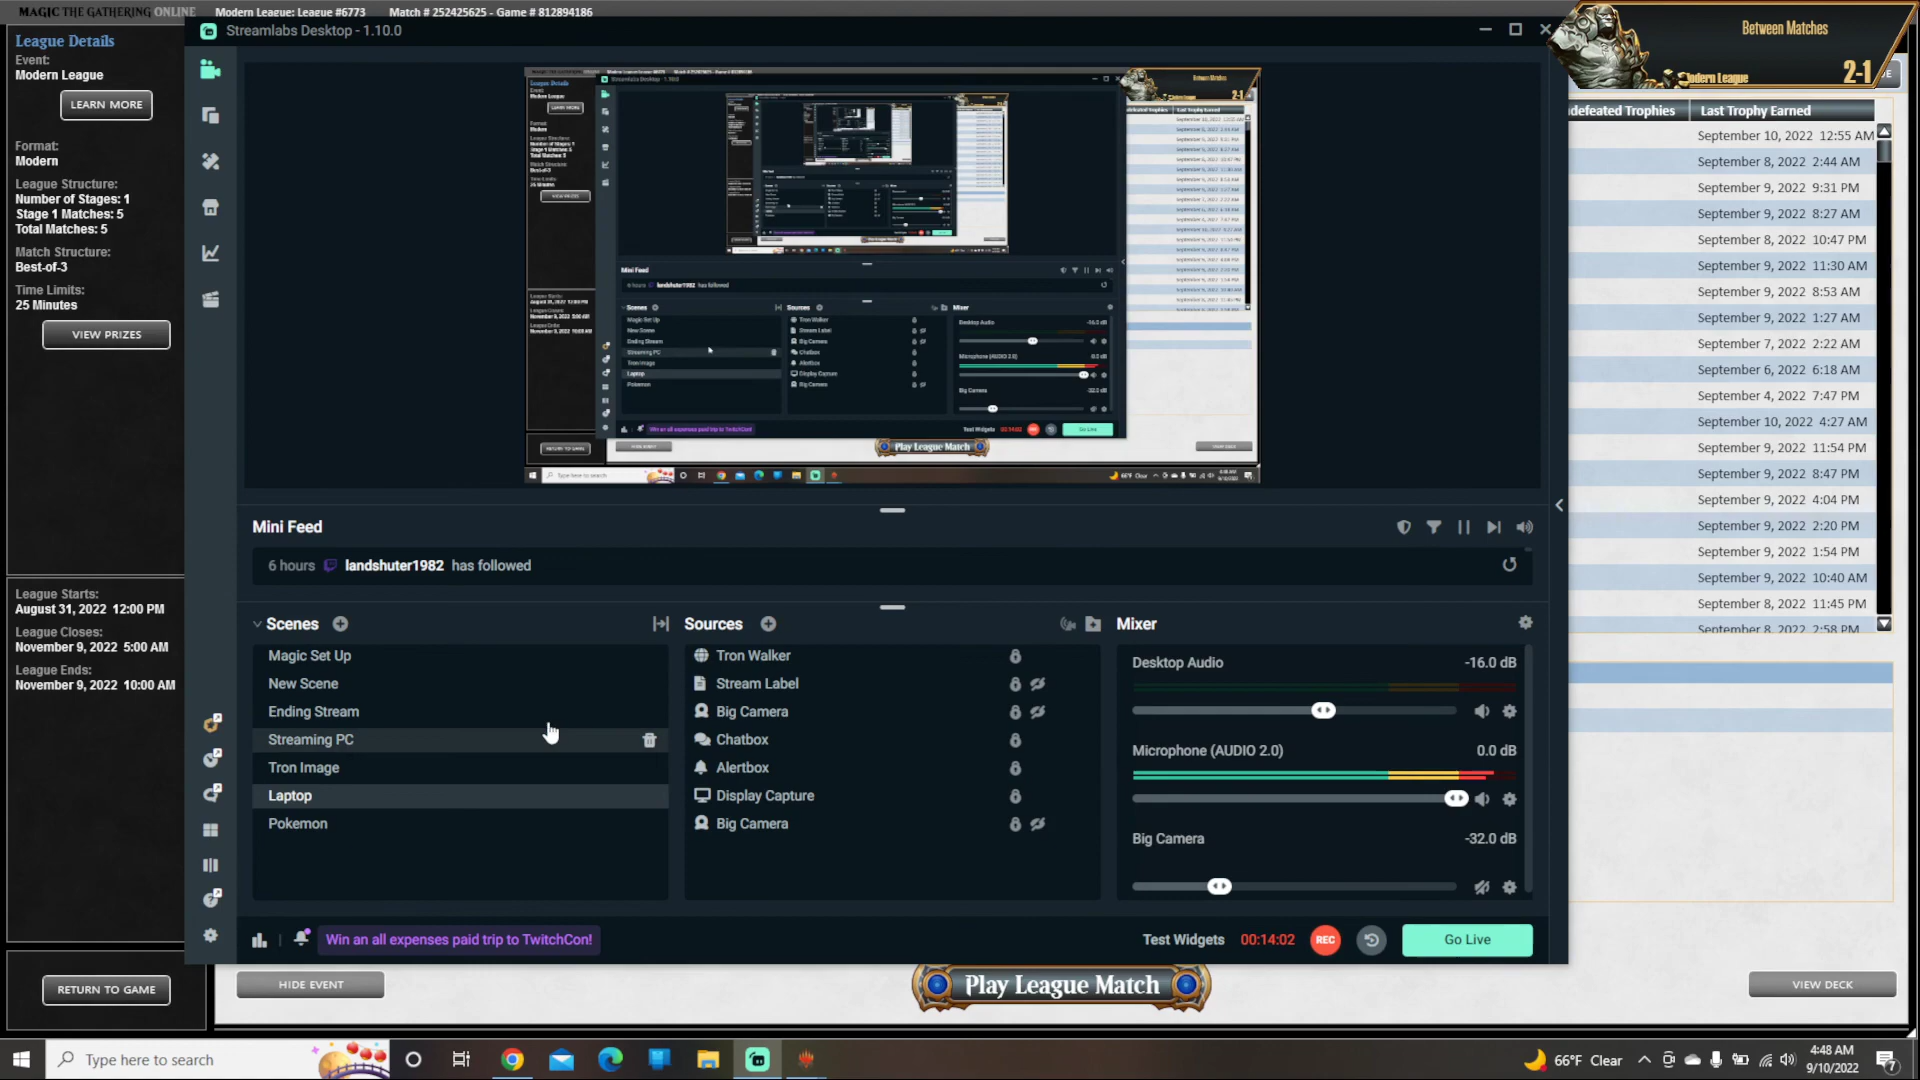 MAGIC THE GATHERING ONLINE
Modern League: League #6773
Match # 252425625 - Game # 812894186
League Details
Event:
Modern League
LEARN MORE
Format:
Modern
League Structure:
Number of Stages: 1
Stage 1 Matches: 5
Total Matches: 5
Match Structure:
Best-of-3
Time Limits:
25 Minutes
VIEW PRIZES
League Starts:
August 31, 2022 12:00 PM
League Closes:
November 9, 2022 5:00 AM
League Ends:
November 9, 2022 10:00 AM
RETURN TO GAME
Streamlabs Desktop - 1.10.0
Between Matches
Modern League
2-1
Undefeated Trophies
Last Trophy Earned
September 10, 2022 12:55 AM
September 8, 2022 2:44 AM
September 9, 2022 9:31 PM
September 9, 2022 8:27 AM
September 8, 2022 10:47 PM
September 9, 2022 11:30 AM
September 9, 2022 8:53 AM
September 9, 2022 1:27 AM
September 7, 2022 2:22 AM
September 6, 2022 6:18 AM
September 4, 2022 7:47 PM
September 10, 2022 4:27 AM
September 9, 2022 11:54 PM
September 9, 2022 8:47 PM
September 9, 2022 4:04 PM
September 9, 2022 2:20 PM
September 9, 2022 1:54 PM
September 9, 2022 10:40 AM
September 8, 2022 11:45 PM
September 8, 2022 2:58 PM
Mini Feed
6 hours landshuter1982 has followed
Scenes
Magic Set Up
New Scene
Ending Stream
Streaming PC
Tron Image
Laptop
Pokemon
Sources
Tron Walker
Stream Label
Big Camera
Chatbox
Alertbox
Display Capture
Big Camera
Mixer
Desktop Audio -16.0 dB
Microphone (AUDIO 2.0) 0.0 dB
Big Camera -32.0 dB
Win an all expenses paid trip to TwitchCon!
Test Widgets
00:14:02
REC
Go Live
HIDE EVENT
Play League Match
VIEW DECK
Type here to search
66°F Clear
4:48 AM
9/10/2022
7